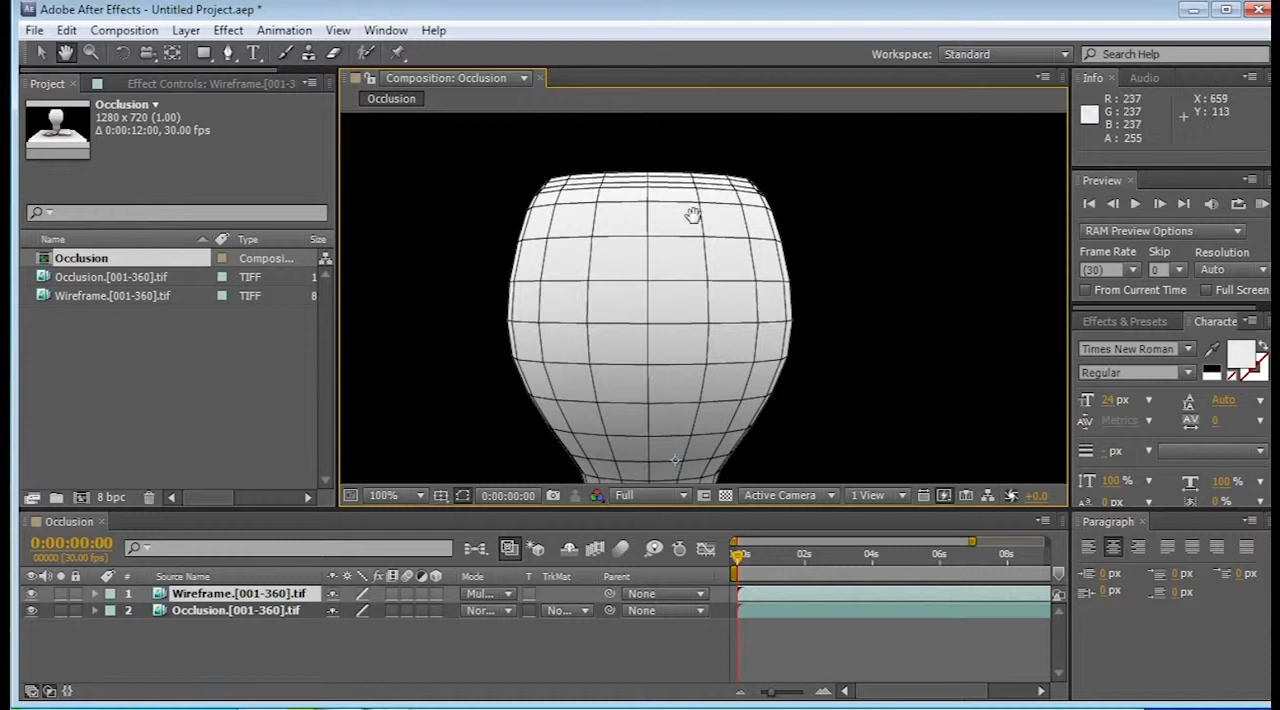 Adobe After Effects - Untitled Project.aep *
File Edit Composition Layer Effect Animation View Window Help
Workspace: Standard Search Help
Project Effect Controls: Wireframe.[001-3
Composition: Occlusion
Info Audio
Occlusion
1280 x 720 (1.00)
Δ 0:00:12:00, 30.00 fps
Occlusion
R: 237
G: 237
B: 237
A: 255
X: 659
Y: 113
Preview
RAM Preview Options
Frame Rate Skip Resolution
(30) 0 Auto
From Current Time Full Screen
Name Type Size
Occlusion Composi...
Occlusion.[001-360].tif TIFF 1
Wireframe.[001-360].tif TIFF 8
Effects & Presets Characte
Times New Roman
Regular
24 px Auto
Metrics 0
- px
100 % 100 %
0 px 0 %
8 bpc
100% 0:00:00:00 Full Active Camera 1 View +0.0
Occlusion
Paragraph
0:00:00:00
00000 (30.00 fps)
02s 04s 06s 08s
# Source Name fx Mode T TrkMat Parent
1 Wireframe.[001-360].tif Mul... None
2 Occlusion.[001-360].tif Nor... No... None
0 px 0 px 0 px
0 px 0 px